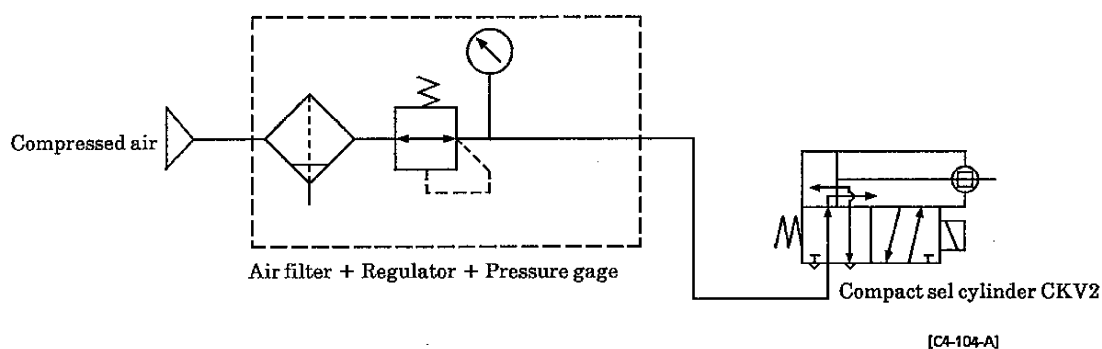 Compressed air
Air filter + Regulator + Pressure gage
Compact sel cylinder CKV2
[C4-104-A]